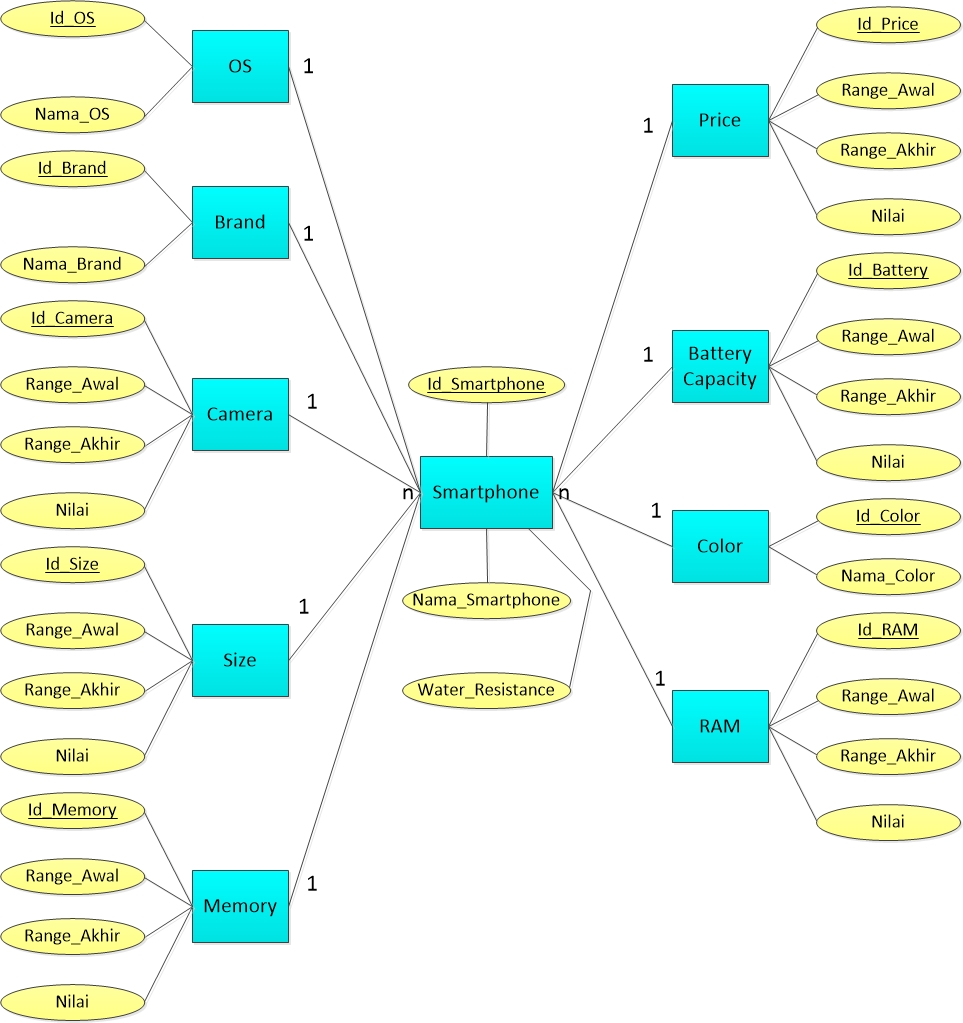 Id_OS
OS
1
Nama_OS
Id_Brand
Brand
1
Nama_Brand
Id_Camera
Range_Awal
Camera
1
Range_Akhir
Nilai
Id_Size
Range_Awal
Size
1
Range_Akhir
Nilai
Id_Memory
Range_Awal
Memory
1
Range_Akhir
Nilai
Id_Smartphone
n
Smartphone
n
Nama_Smartphone
Water_Resistance
Id_Price
Range_Awal
1
Price
Range_Akhir
Nilai
Id_Battery
Range_Awal
1
Battery
Capacity
Range_Akhir
Nilai
Id_Color
1
Color
Nama_Color
Id_RAM
Range_Awal
1
RAM
Range_Akhir
Nilai